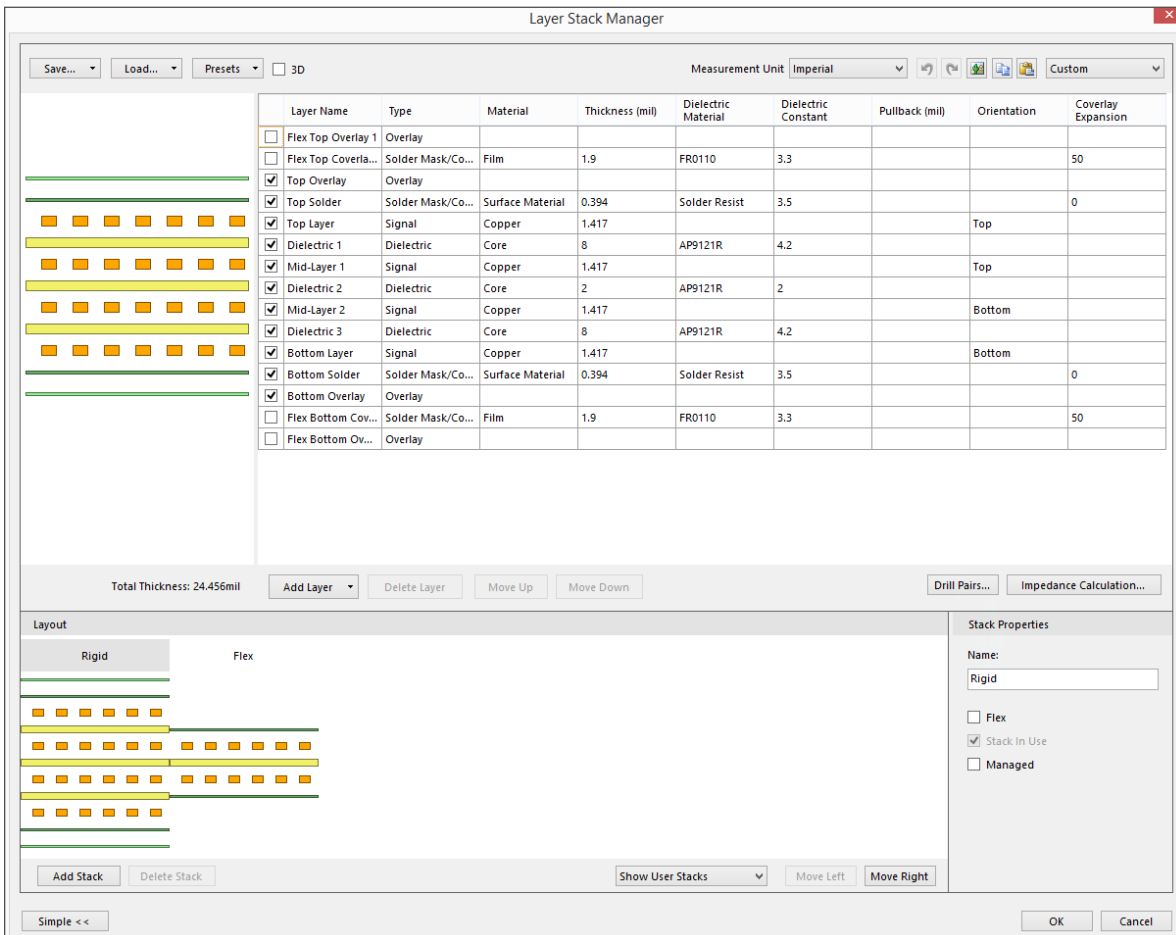 Layer Stack Manager
Save... Load... Presets 3D Measurement Unit Imperial Custom
Layer Name Type Material Thickness (mil) Dielectric Material Dielectric Constant Pullback (mil) Orientation Coverlay Expansion
Flex Top Overlay 1 Overlay
Flex Top Coverla... Solder Mask/Co... Film 1.9 FR0110 3.3 50
Top Overlay Overlay
Top Solder Solder Mask/Co... Surface Material 0.394 Solder Resist 3.5 0
Top Layer Signal Copper 1.417 Top
Dielectric 1 Dielectric Core 8 AP9121R 4.2
Mid-Layer 1 Signal Copper 1.417 Top
Dielectric 2 Dielectric Core 2 AP9121R 2
Mid-Layer 2 Signal Copper 1.417 Bottom
Dielectric 3 Dielectric Core 8 AP9121R 4.2
Bottom Layer Signal Copper 1.417 Bottom
Bottom Solder Solder Mask/Co... Surface Material 0.394 Solder Resist 3.5 0
Bottom Overlay Overlay
Flex Bottom Cov... Solder Mask/Co... Film 1.9 FR0110 3.3 50
Flex Bottom Ov... Overlay
Total Thickness: 24.456mil Add Layer Delete Layer Move Up Move Down Drill Pairs... Impedance Calculation...
Layout Stack Properties
Rigid Flex Name:
Rigid
Flex
Stack In Use
Managed
Add Stack Delete Stack Show User Stacks Move Left Move Right
Simple << OK Cancel